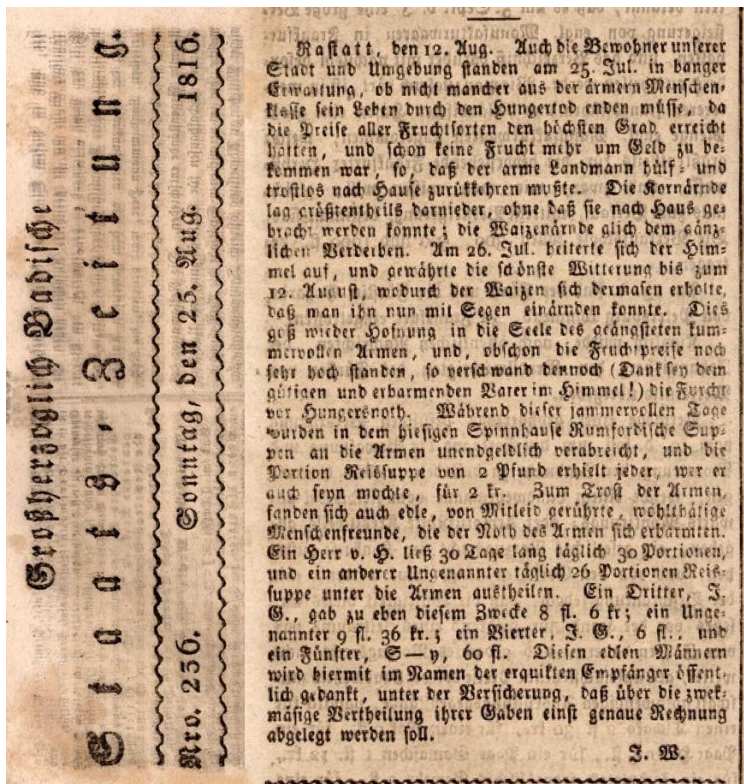 Großherzoglich Badische
Staats-Zeitung.
Nro. 236. Sonntag, den 25. Aug. 1816.
Rastatt, den 12. Aug. Auch die Bewohner unserer
Stadt und Umgebung standen am 25. Jul. in banger
Erwartung, ob nicht mancher aus der ärmern Menschen-
klasse sein Leben durch den Hungertod enden müsse, da
die Preise aller Fruchtsorten den höchsten Grad erreicht
hatten, und schon keine Frucht mehr um Geld zu be-
kommen war, so, daß der arme Landmann hülf- und
trostlos nach Hause zurükkehren mußte. Die Kornärnde
lag größtentheils darnieder, ohne daß sie nach Haus ge-
bracht werden konnte; die Waizenärnde glich dem gänz-
lichen Verderben. Am 26. Jul. heiterte sich der Him-
mel auf, und gewährte die schönste Witterung bis zum
12. August, wodurch der Waizen sich dermasen erholte,
daß man ihn nun mit Segen einärnden konnte. Dies
goß wieder Hofnung in die Seele des geängsteten kum-
mervollen Armen, und, obschon die Fruchtpreise noch
sehr hoch standen, so verschwand dennoch (Dank sey dem
gütigen und erbarmenden Vater im Himmel!) die Furcht
vor Hungersnoth. Während dieser jammervollen Tage
wurden in dem hiesigen Spinnhause Rumfordische Sup-
pen an die Armen unendgeldlich verabreicht, und die
Portion Reissuppe von 2 Pfund erhielt jeder, wer er
auch seyn mochte, für 2 kr. Zum Trost der Armen,
fanden sich auch edle, von Mitleid gerührte, wohlthätige
Menschenfreunde, die der Noth des Armen sich erbarmten.
Ein Herr v. H. ließ 30 Tage lang täglich 30 Portionen,
und ein anderer Ungenannter täglich 26 Portionen Reis-
suppe unter die Armen austheilen. Ein Dritter, J.
G., gab zu eben diesem Zwecke 8 fl. 6 kr; ein Unge-
nannter 9 fl. 36 kr.; ein Vierter, J. G., 6 fl., und
ein Fünfter, S—y, 60 fl. Diesen edlen Männern
wird hiermit im Namen der erquikten Empfänger öffent-
lich gedankt, unter der Versicherung, daß über die zwek-
mäsige Vertheilung ihrer Gaben einst genaue Rechnung
abgelegt werden soll.
J. W.